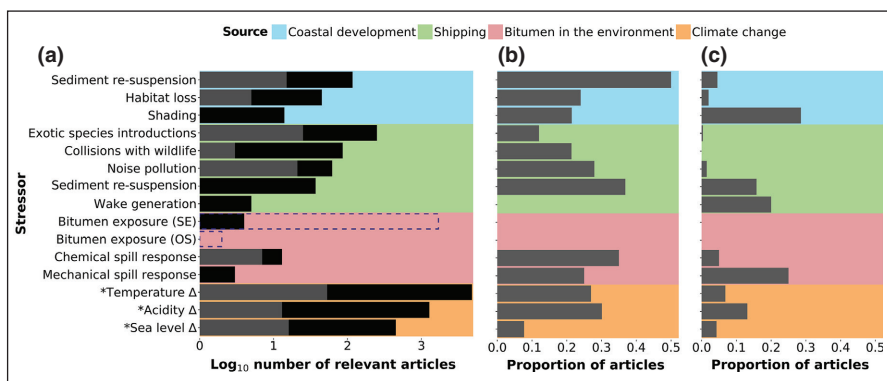 Source Coastal development Shipping Bitumen in the environment Climate change
(a) (b) (c)
Stressor
Sediment re-suspension
Habitat loss
Shading
Exotic species introductions
Collisions with wildlife
Noise pollution
Sediment re-suspension
Wake generation
Bitumen exposure (SE)
Bitumen exposure (OS)
Chemical spill response
Mechanical spill response
*Temperature Δ
*Acidity Δ
*Sea level Δ
0 1 2 3 0.0 0.1 0.2 0.3 0.4 0.5 0.0 0.1 0.2 0.3 0.4 0.5
Log₁₀ number of relevant articles Proportion of articles Proportion of articles